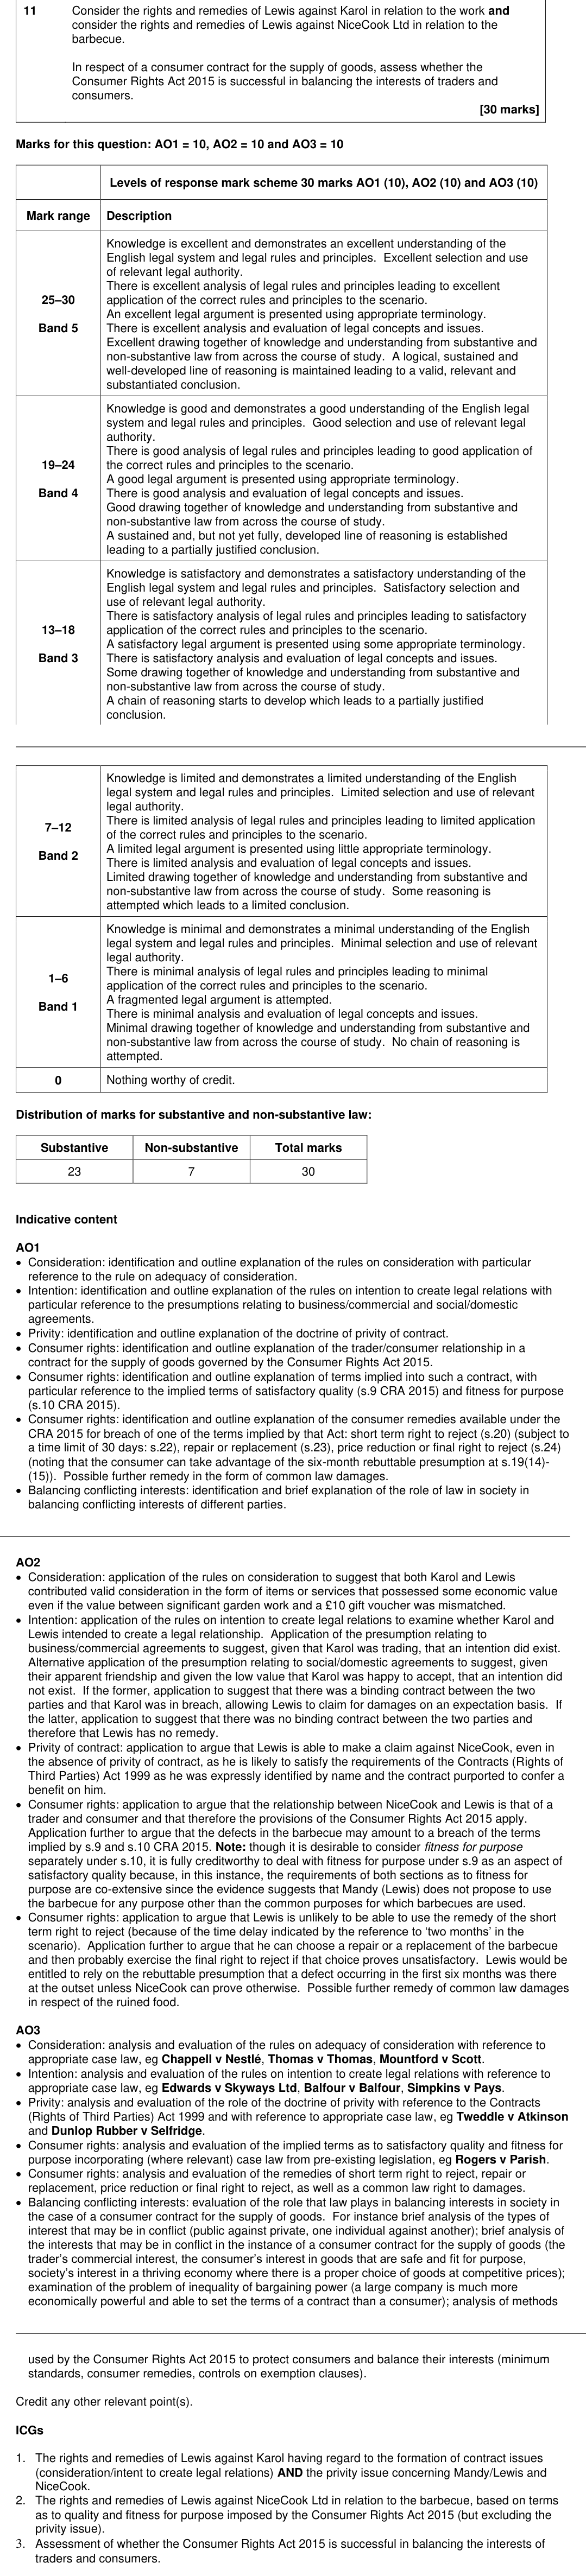 11
Consider the rights and remedies of Lewis against Karol in relation to the work and
consider the rights and remedies of Lewis against NiceCook Ltd in relation to the
barbecue.
In respect of a consumer contract for the supply of goods, assess whether the
Consumer Rights Act 2015 is successful in balancing the interests of traders and
consumers.
[30 marks]
Marks for this question: AO1 = 10, AO2 = 10 and AO3 = 10
Levels of response mark scheme 30 marks AO1 (10), AO2 (10) and AO3 (10)
Mark range
Description
25–30
Band 5
Knowledge is excellent and demonstrates an excellent understanding of the
English legal system and legal rules and principles. Excellent selection and use
of relevant legal authority.
There is excellent analysis of legal rules and principles leading to excellent
application of the correct rules and principles to the scenario.
An excellent legal argument is presented using appropriate terminology.
There is excellent analysis and evaluation of legal concepts and issues.
Excellent drawing together of knowledge and understanding from substantive and
non-substantive law from across the course of study. A logical, sustained and
well-developed line of reasoning is maintained leading to a valid, relevant and
substantiated conclusion.
19–24
Band 4
Knowledge is good and demonstrates a good understanding of the English legal
system and legal rules and principles. Good selection and use of relevant legal
authority.
There is good analysis of legal rules and principles leading to good application of
the correct rules and principles to the scenario.
A good legal argument is presented using appropriate terminology.
There is good analysis and evaluation of legal concepts and issues.
Good drawing together of knowledge and understanding from substantive and
non-substantive law from across the course of study.
A sustained and, but not yet fully, developed line of reasoning is established
leading to a partially justified conclusion.
13–18
Band 3
Knowledge is satisfactory and demonstrates a satisfactory understanding of the
English legal system and legal rules and principles. Satisfactory selection and
use of relevant legal authority.
There is satisfactory analysis of legal rules and principles leading to satisfactory
application of the correct rules and principles to the scenario.
A satisfactory legal argument is presented using some appropriate terminology.
There is satisfactory analysis and evaluation of legal concepts and issues.
Some drawing together of knowledge and understanding from substantive and
non-substantive law from across the course of study.
A chain of reasoning starts to develop which leads to a partially justified
conclusion.
7–12
Band 2
Knowledge is limited and demonstrates a limited understanding of the English
legal system and legal rules and principles. Limited selection and use of relevant
legal authority.
There is limited analysis of legal rules and principles leading to limited application
of the correct rules and principles to the scenario.
A limited legal argument is presented using little appropriate terminology.
There is limited analysis and evaluation of legal concepts and issues.
Limited drawing together of knowledge and understanding from substantive and
non-substantive law from across the course of study. Some reasoning is
attempted which leads to a limited conclusion.
1–6
Band 1
Knowledge is minimal and demonstrates a minimal understanding of the English
legal system and legal rules and principles. Minimal selection and use of relevant
legal authority.
There is minimal analysis of legal rules and principles leading to minimal
application of the correct rules and principles to the scenario.
A fragmented legal argument is attempted.
There is minimal analysis and evaluation of legal concepts and issues.
Minimal drawing together of knowledge and understanding from substantive and
non-substantive law from across the course of study. No chain of reasoning is
attempted.
0
Nothing worthy of credit.
Distribution of marks for substantive and non-substantive law:
Substantive
Non-substantive
Total marks
23
7
30
Indicative content
AO1
• Consideration: identification and outline explanation of the rules on consideration with particular
reference to the rule on adequacy of consideration.
• Intention: identification and outline explanation of the rules on intention to create legal relations with
particular reference to the presumptions relating to business/commercial and social/domestic
agreements.
• Privity: identification and outline explanation of the doctrine of privity of contract.
• Consumer rights: identification and outline explanation of the trader/consumer relationship in a
contract for the supply of goods governed by the Consumer Rights Act 2015.
• Consumer rights: identification and outline explanation of terms implied into such a contract, with
particular reference to the implied terms of satisfactory quality (s.9 CRA 2015) and fitness for purpose
(s.10 CRA 2015).
• Consumer rights: identification and outline explanation of the consumer remedies available under the
CRA 2015 for breach of one of the terms implied by that Act: short term right to reject (s.20) (subject to
a time limit of 30 days: s.22), repair or replacement (s.23), price reduction or final right to reject (s.24)
(noting that the consumer can take advantage of the six-month rebuttable presumption at s.19(14)-
(15)). Possible further remedy in the form of common law damages.
• Balancing conflicting interests: identification and brief explanation of the role of law in society in
balancing conflicting interests of different parties.
AO2
• Consideration: application of the rules on consideration to suggest that both Karol and Lewis
contributed valid consideration in the form of items or services that possessed some economic value
even if the value between significant garden work and a £10 gift voucher was mismatched.
• Intention: application of the rules on intention to create legal relations to examine whether Karol and
Lewis intended to create a legal relationship. Application of the presumption relating to
business/commercial agreements to suggest, given that Karol was trading, that an intention did exist.
Alternative application of the presumption relating to social/domestic agreements to suggest, given
their apparent friendship and given the low value that Karol was happy to accept, that an intention did
not exist. If the former, application to suggest that there was a binding contract between the two
parties and that Karol was in breach, allowing Lewis to claim for damages on an expectation basis. If
the latter, application to suggest that there was no binding contract between the two parties and
therefore that Lewis has no remedy.
• Privity of contract: application to argue that Lewis is able to make a claim against NiceCook, even in
the absence of privity of contract, as he is likely to satisfy the requirements of the Contracts (Rights of
Third Parties) Act 1999 as he was expressly identified by name and the contract purported to confer a
benefit on him.
• Consumer rights: application to argue that the relationship between NiceCook and Lewis is that of a
trader and consumer and that therefore the provisions of the Consumer Rights Act 2015 apply.
Application further to argue that the defects in the barbecue may amount to a breach of the terms
implied by s.9 and s.10 CRA 2015. Note: though it is desirable to consider fitness for purpose
separately under s.10, it is fully creditworthy to deal with fitness for purpose under s.9 as an aspect of
satisfactory quality because, in this instance, the requirements of both sections as to fitness for
purpose are co-extensive since the evidence suggests that Mandy (Lewis) does not propose to use
the barbecue for any purpose other than the common purposes for which barbecues are used.
• Consumer rights: application to argue that Lewis is unlikely to be able to use the remedy of the short
term right to reject (because of the time delay indicated by the reference to ‘two months’ in the
scenario). Application further to argue that he can choose a repair or a replacement of the barbecue
and then probably exercise the final right to reject if that choice proves unsatisfactory. Lewis would be
entitled to rely on the rebuttable presumption that a defect occurring in the first six months was there
at the outset unless NiceCook can prove otherwise. Possible further remedy of common law damages
in respect of the ruined food.
AO3
• Consideration: analysis and evaluation of the rules on adequacy of consideration with reference to
appropriate case law, eg Chappell v Nestlé, Thomas v Thomas, Mountford v Scott.
• Intention: analysis and evaluation of the rules on intention to create legal relations with reference to
appropriate case law, eg Edwards v Skyways Ltd, Balfour v Balfour, Simpkins v Pays.
• Privity: analysis and evaluation of the role of the doctrine of privity with reference to the Contracts
(Rights of Third Parties) Act 1999 and with reference to appropriate case law, eg Tweddle v Atkinson
and Dunlop Rubber v Selfridge.
• Consumer rights: analysis and evaluation of the implied terms as to satisfactory quality and fitness for
purpose incorporating (where relevant) case law from pre-existing legislation, eg Rogers v Parish.
• Consumer rights: analysis and evaluation of the remedies of short term right to reject, repair or
replacement, price reduction or final right to reject, as well as a common law right to damages.
• Balancing conflicting interests: evaluation of the role that law plays in balancing interests in society in
the case of a consumer contract for the supply of goods. For instance brief analysis of the types of
interest that may be in conflict (public against private, one individual against another); brief analysis of
the interests that may be in conflict in the instance of a consumer contract for the supply of goods (the
trader’s commercial interest, the consumer’s interest in goods that are safe and fit for purpose,
society’s interest in a thriving economy where there is a proper choice of goods at competitive prices);
examination of the problem of inequality of bargaining power (a large company is much more
economically powerful and able to set the terms of a contract than a consumer); analysis of methods
used by the Consumer Rights Act 2015 to protect consumers and balance their interests (minimum
standards, consumer remedies, controls on exemption clauses).
Credit any other relevant point(s).
ICGs
1. The rights and remedies of Lewis against Karol having regard to the formation of contract issues
(consideration/intent to create legal relations) AND the privity issue concerning Mandy/Lewis and
NiceCook.
2. The rights and remedies of Lewis against NiceCook Ltd in relation to the barbecue, based on terms
as to quality and fitness for purpose imposed by the Consumer Rights Act 2015 (but excluding the
privity issue).
3. Assessment of whether the Consumer Rights Act 2015 is successful in balancing the interests of
traders and consumers.